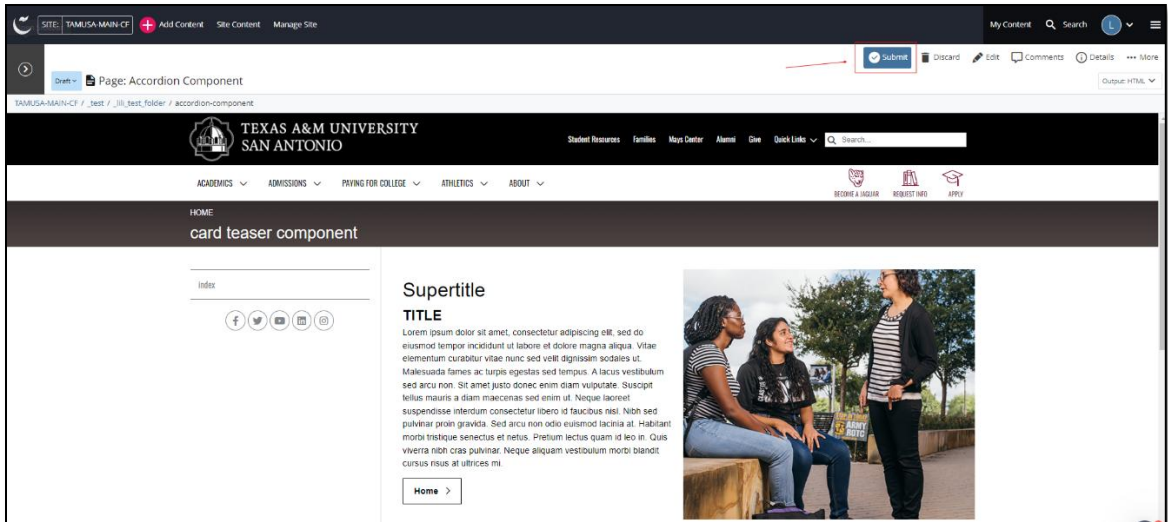 SITE: TAMUSA-MAIN-CF Add Content Site Content Manage Site My Content Search L
Submit Discard Edit Comments Details More
Draft Page: Accordion Component Output: HTML
TAMUSA-MAIN-CF / _test / _lili_test_folder / accordion-component
TEXAS A&M UNIVERSITY
SAN ANTONIO
Student Resources Families Mays Center Alumni Give Quick Links Search...
ACADEMICS ADMISSIONS PAYING FOR COLLEGE ATHLETICS ABOUT
BECOME A JAGUAR REQUEST INFO APPLY
HOME
card teaser component
index
Supertitle
TITLE
Lorem ipsum dolor sit amet, consectetur adipiscing elit, sed do
eiusmod tempor incididunt ut labore et dolore magna aliqua. Vitae
elementum curabitur vitae nunc sed velit dignissim sodales ut.
Malesuada fames ac turpis egestas sed tempus. A lacus vestibulum
sed arcu non. Sit amet justo donec enim diam vulputate. Suscipit
tellus mauris a diam maecenas sed enim ut. Neque laoreet
suspendisse interdum consectetur libero id faucibus nisl. Nibh sed
pulvinar proin gravida. Sed arcu non odio euismod lacinia at. Habitant
morbi tristique senectus et netus. Pretium lectus quam id leo in. Quis
viverra nibh cras pulvinar. Neque aliquam vestibulum morbi blandit
cursus risus at ultrices mi.
Home
ARMY
ROTC